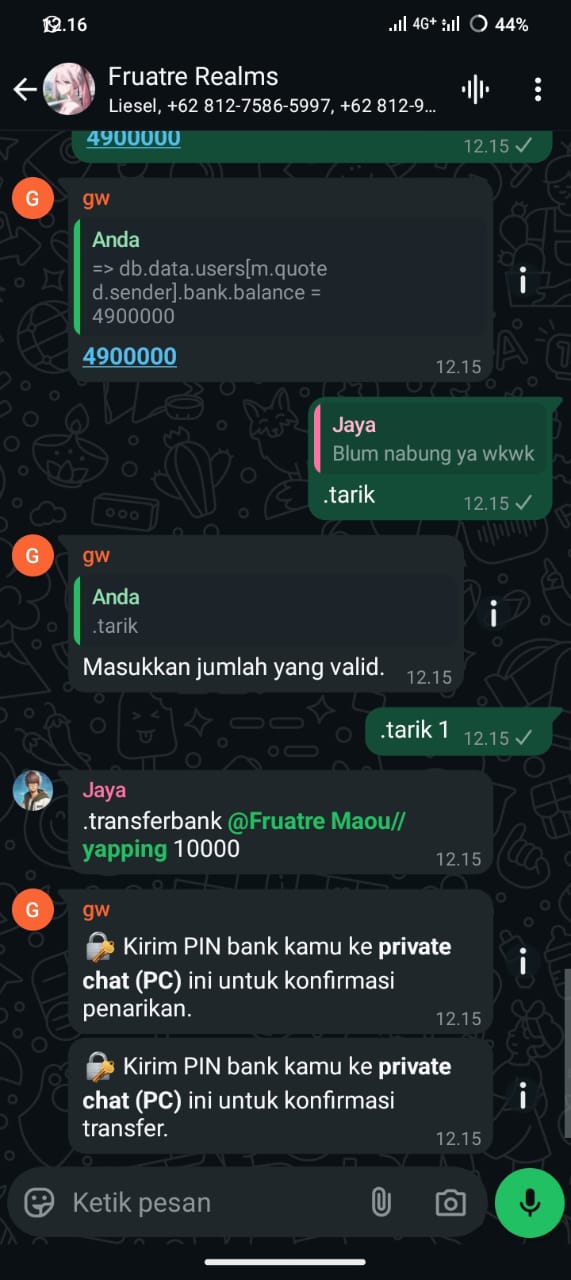 12.16
4G+
44%
Fruatre Realms
Liesel, +62 812-7586-5997, +62 812-9...
4900000
12.15
G
gw
Anda
=> db.data.users[m.quote
d.sender].bank.balance =
4900000
4900000
12.15
Jaya
Blum nabung ya wkwk
.tarik
12.15
G
gw
Anda
.tarik
Masukkan jumlah yang valid.
12.15
.tarik 1
12.15
Jaya
.transferbank @Fruatre Maou//
yapping 10000
12.15
G
gw
🔐 Kirim PIN bank kamu ke private
chat (PC) ini untuk konfirmasi
penarikan.
12.15
🔐 Kirim PIN bank kamu ke private
chat (PC) ini untuk konfirmasi
transfer.
12.15
Ketik pesan